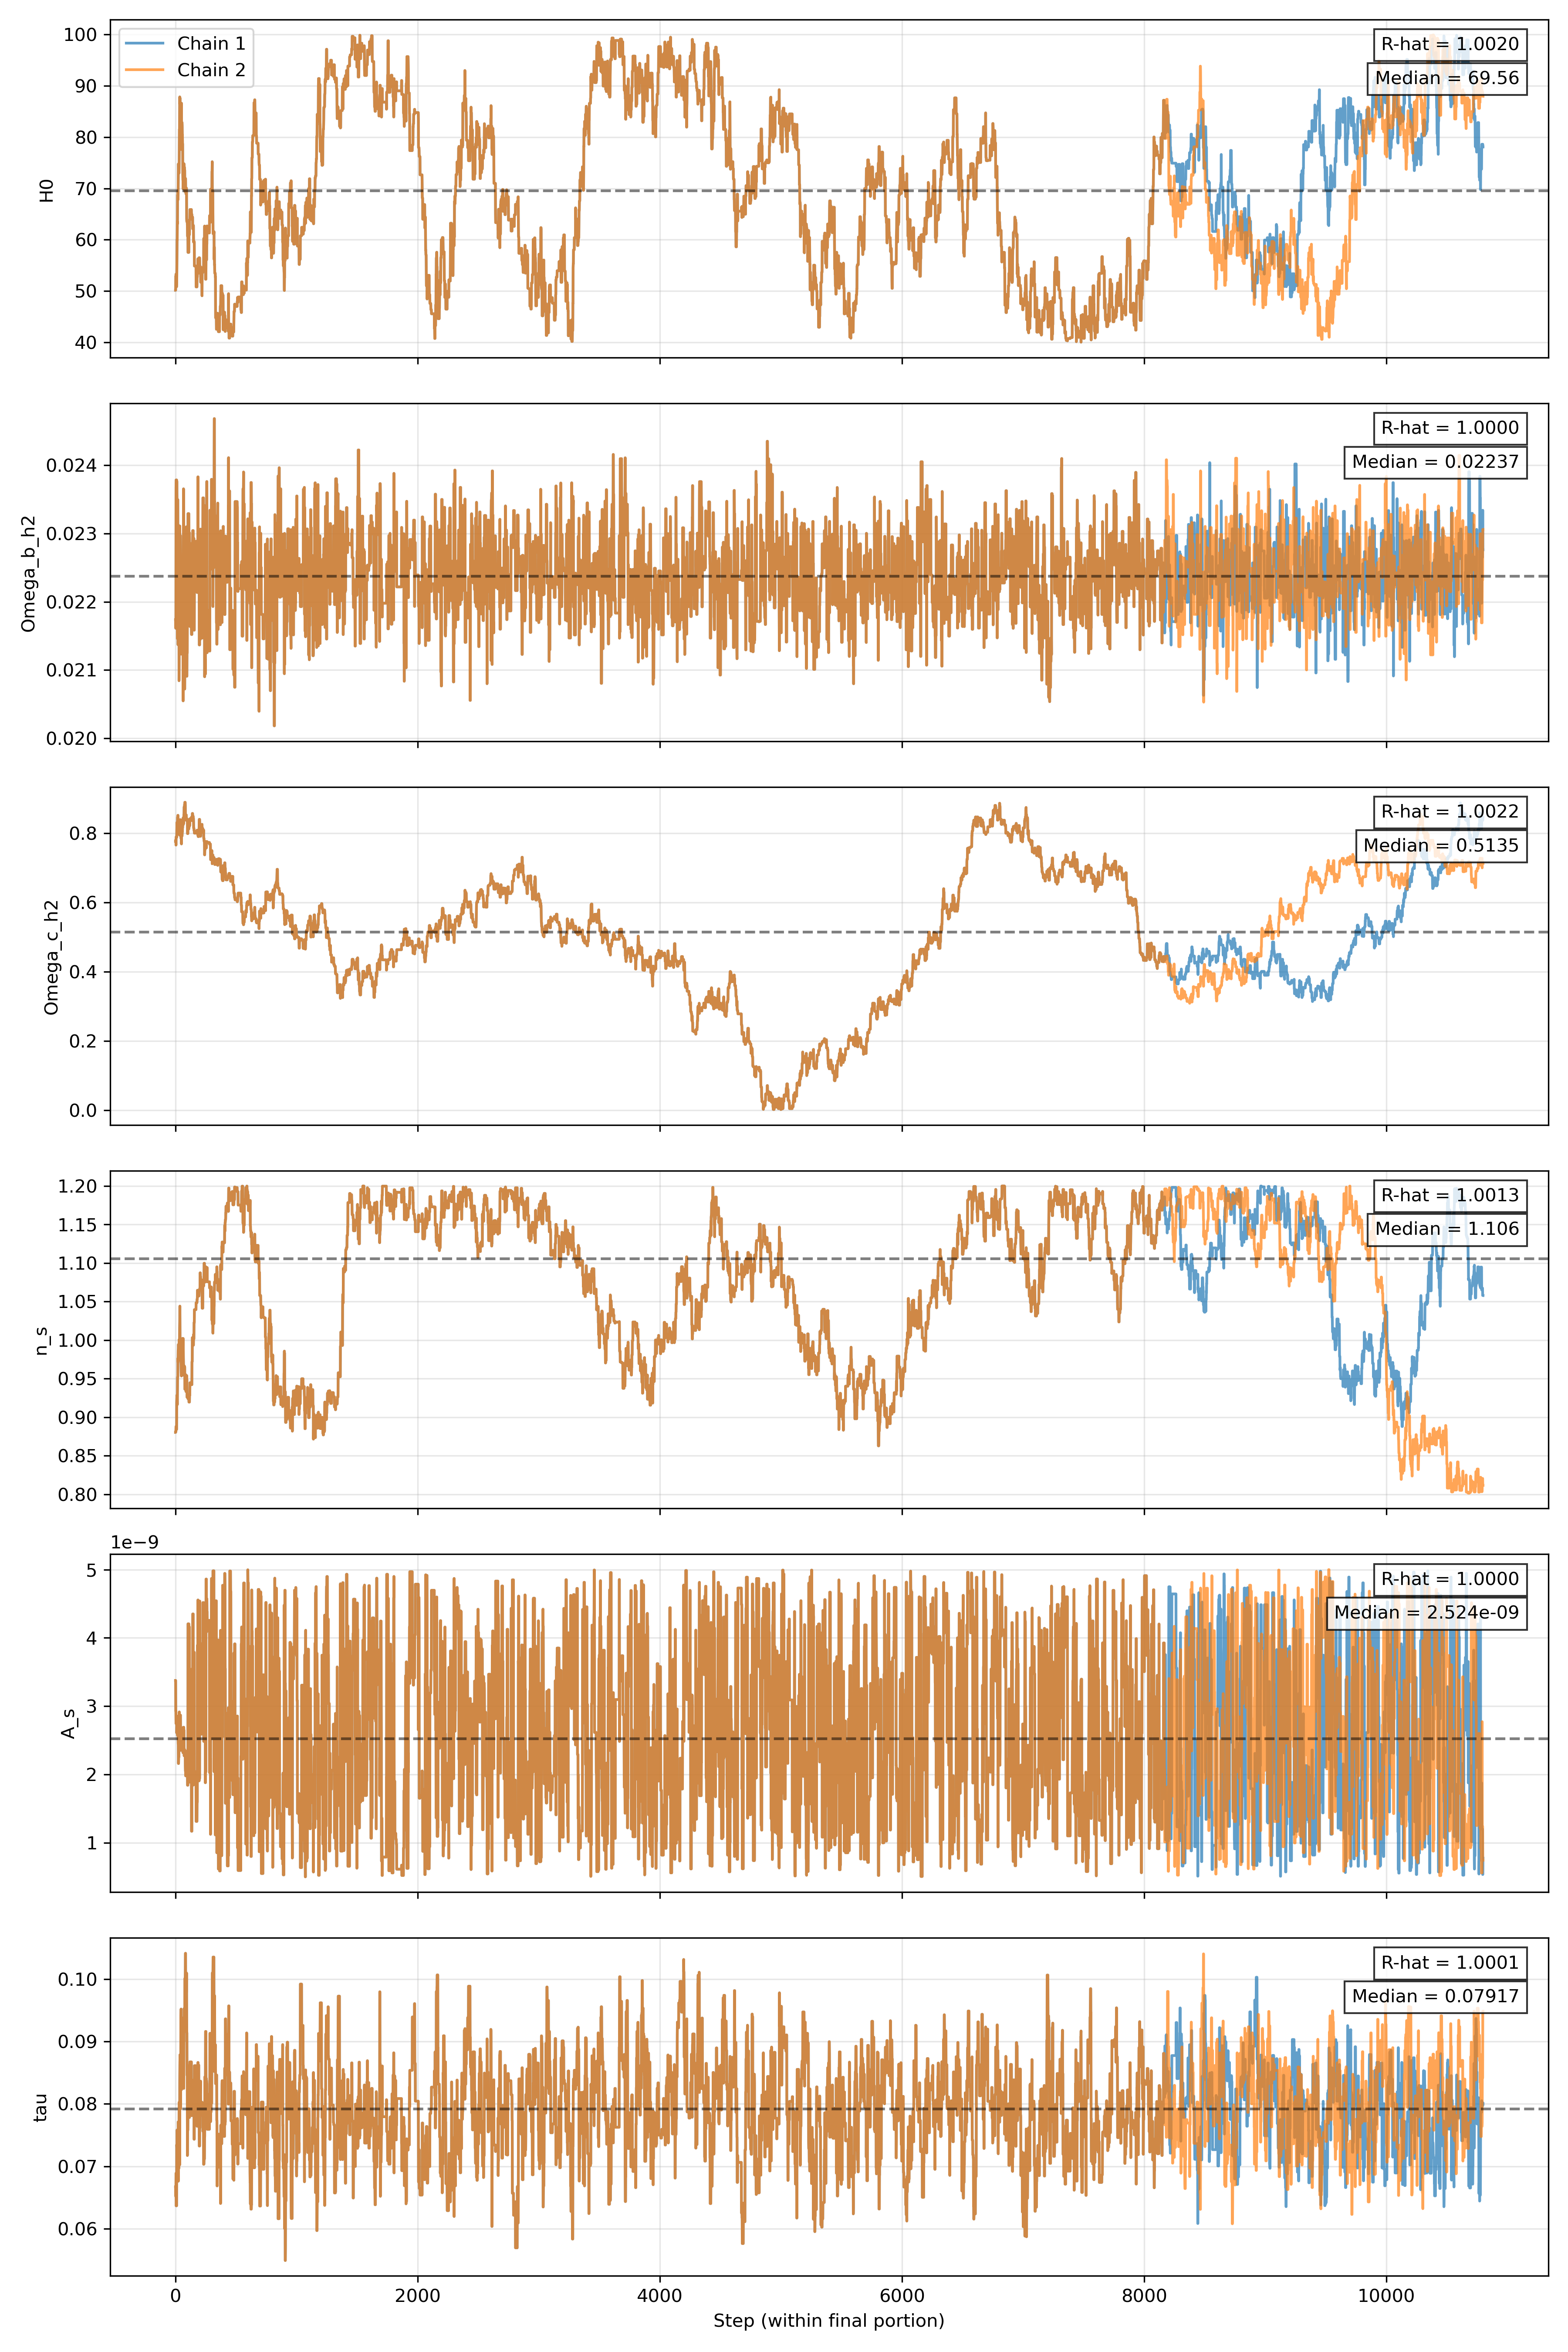 Chain 1
Chain 2
R-hat = 1.0020
Median = 69.56
100
90
80
70
60
50
40
H0
R-hat = 1.0000
Median = 0.02237
0.024
0.023
0.022
0.021
0.020
Omega_b_h2
R-hat = 1.0022
Median = 0.5135
0.8
0.6
0.4
0.2
0.0
Omega_c_h2
R-hat = 1.0013
Median = 1.106
1.20
1.15
1.10
1.05
1.00
0.95
0.90
0.85
0.80
n_s
1e−9
R-hat = 1.0000
Median = 2.524e-09
5
4
3
2
1
A_s
R-hat = 1.0001
Median = 0.07917
0.10
0.09
0.08
0.07
0.06
tau
0 2000 4000 6000 8000 10000
Step (within final portion)